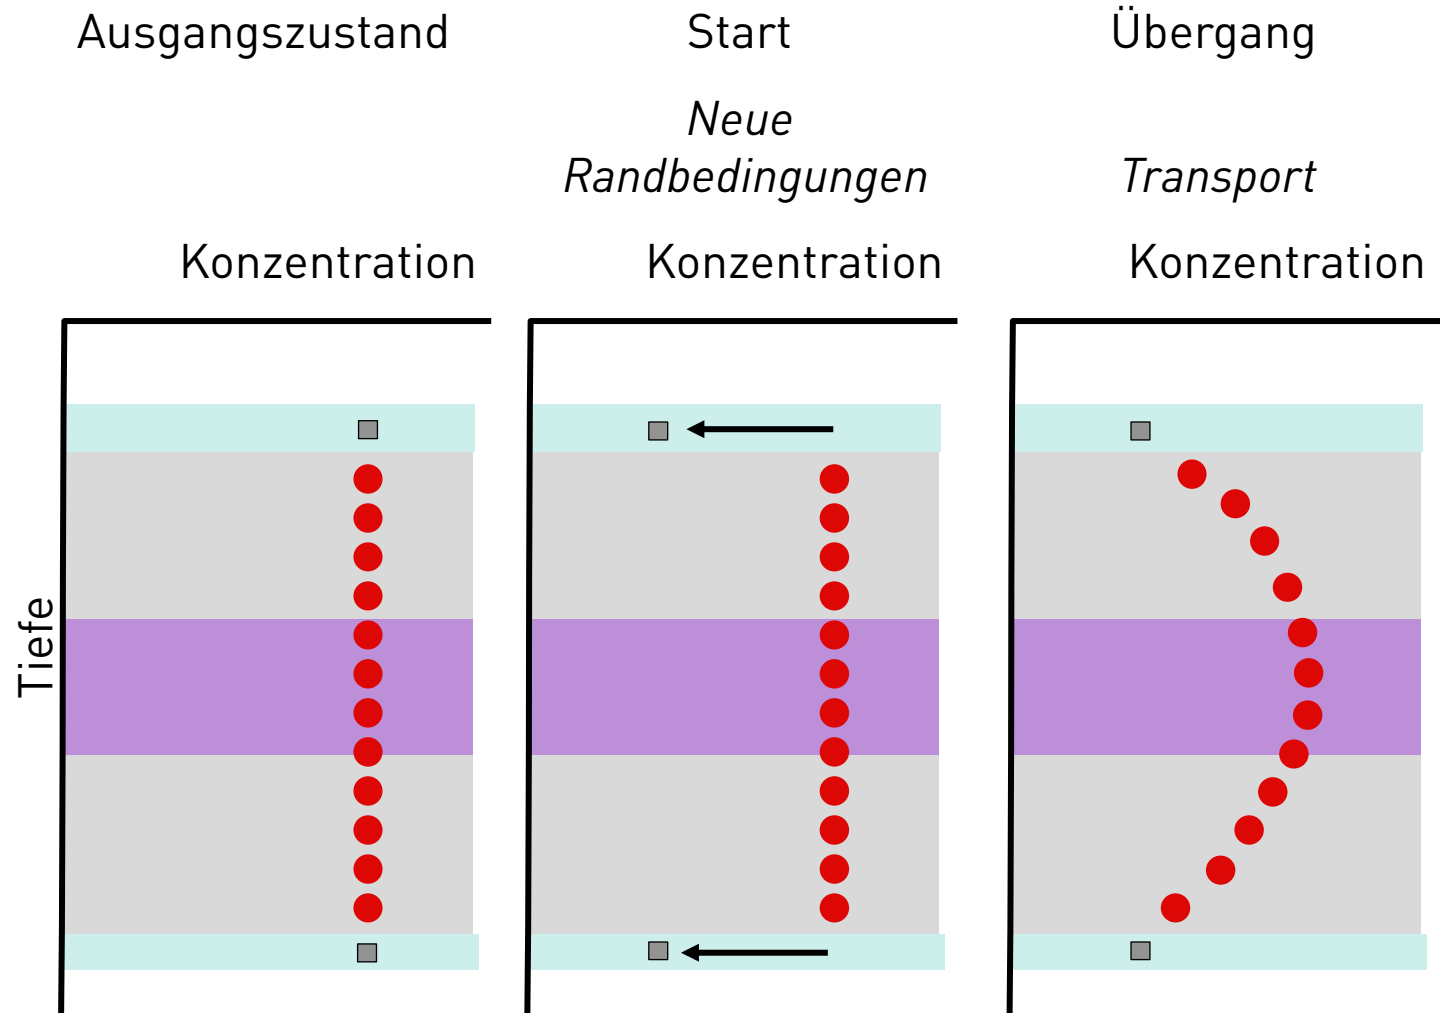 Ausgangszustand
Start
Übergang
Neue
Randbedingungen
Transport
Konzentration
Konzentration
Konzentration
Tiefe